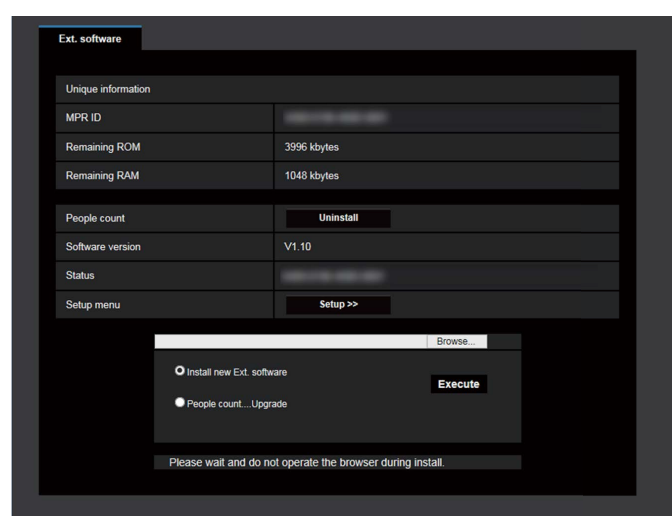 Ext. software
Unique information
MPR ID
Remaining ROM 3996 kbytes
Remaining RAM 1048 kbytes
People count Uninstall
Software version V1.10
Status
Setup menu Setup >>
Browse...
Install new Ext. software
Execute
People count....Upgrade
Please wait and do not operate the browser during install.